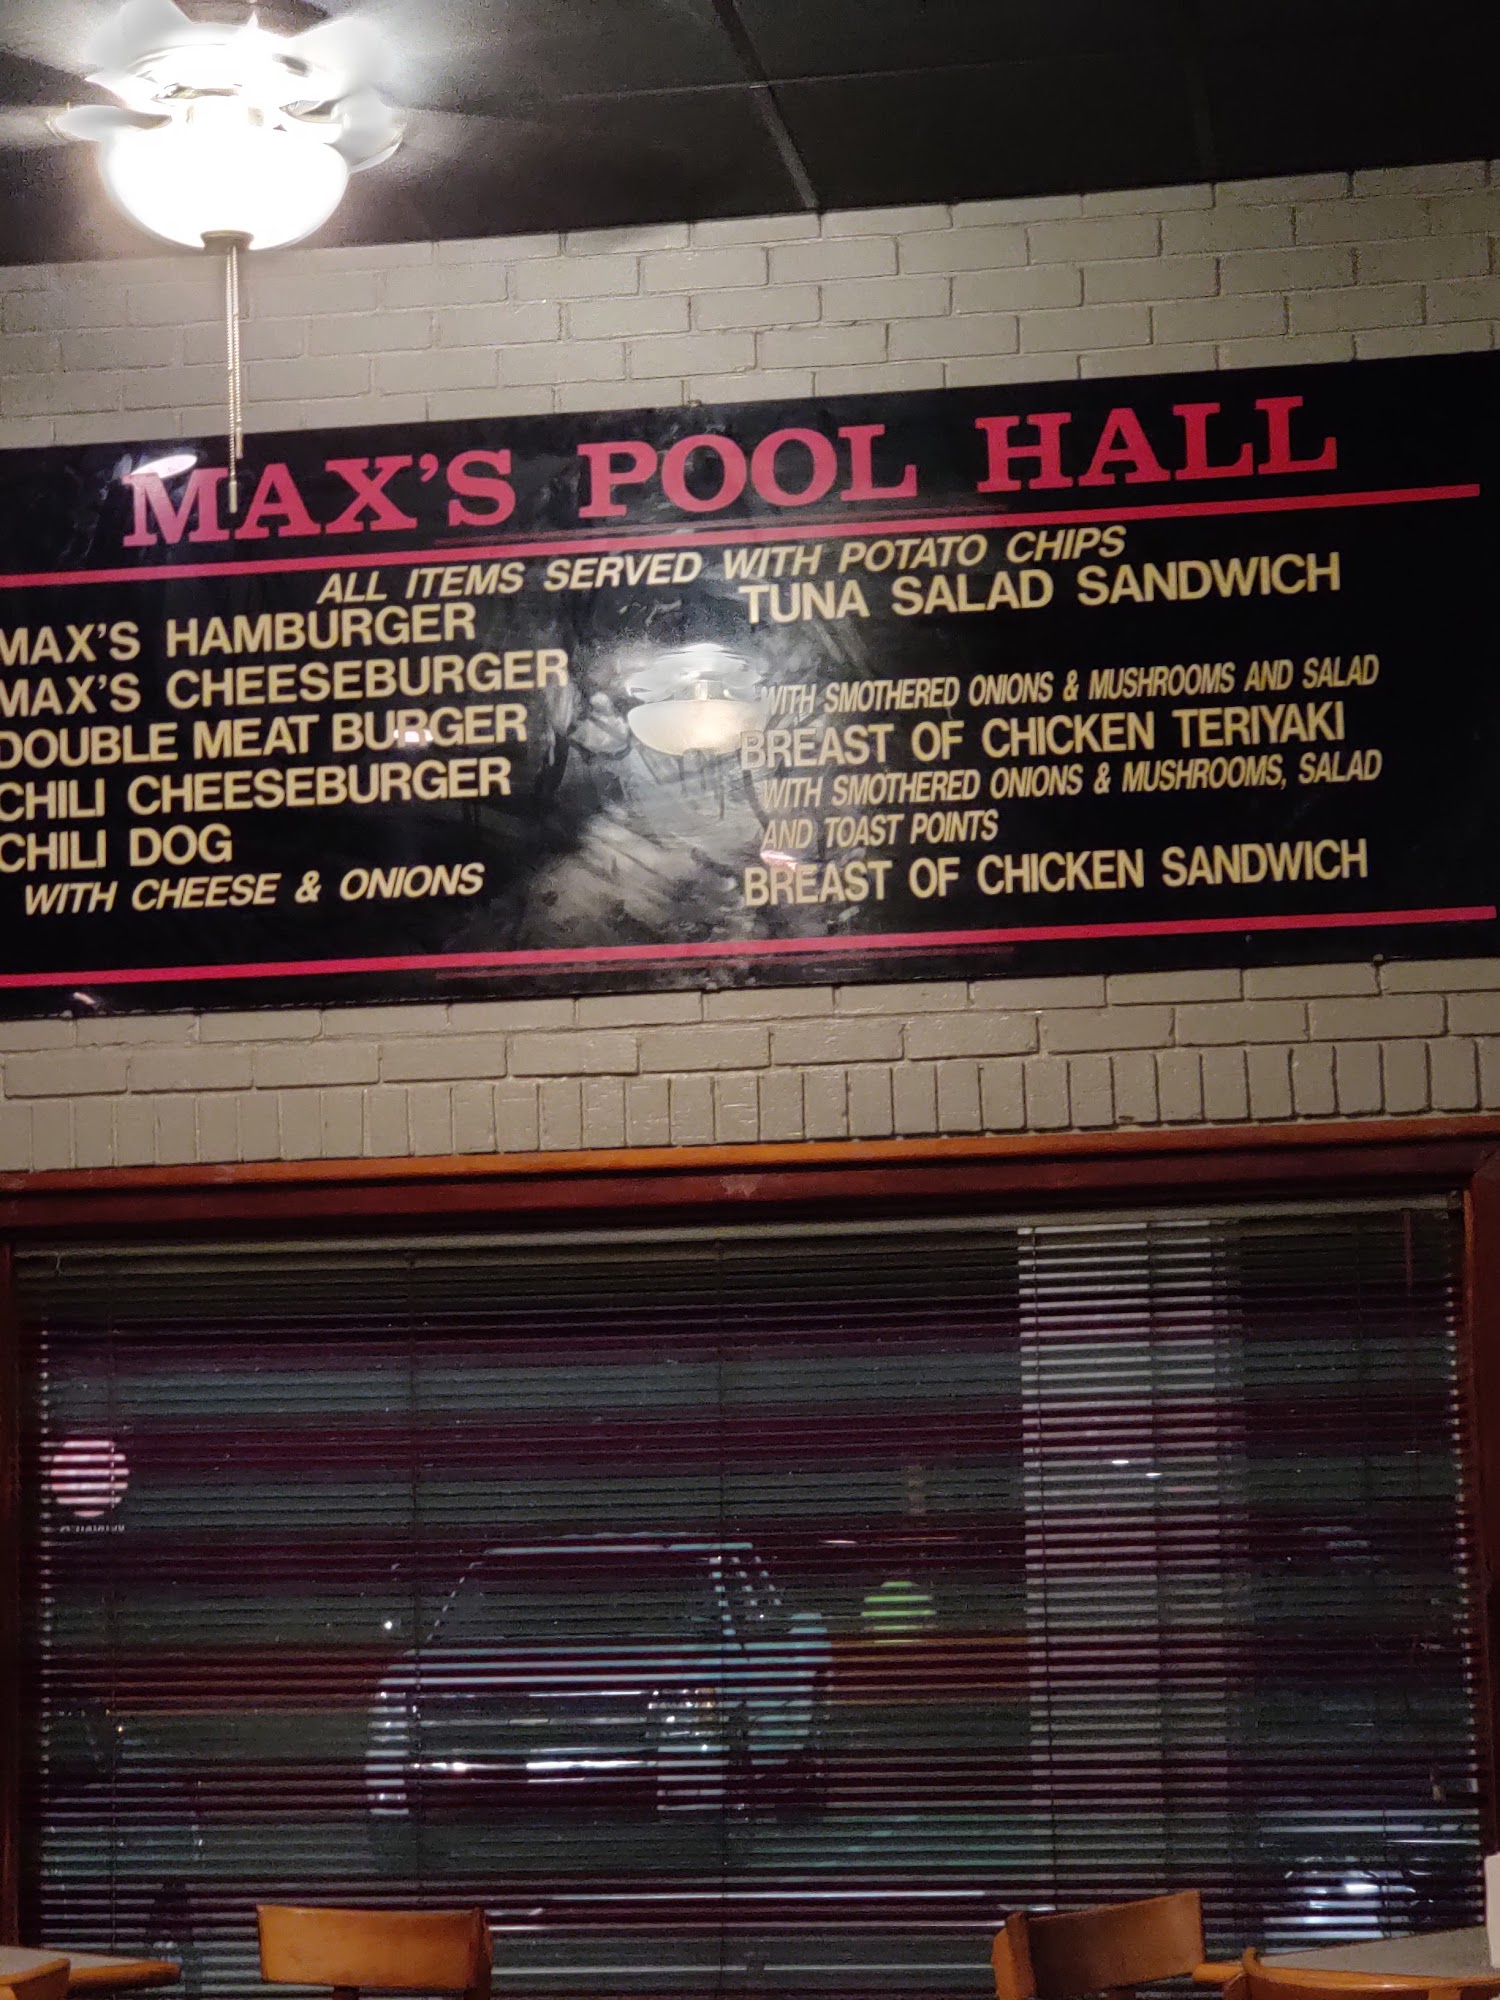 MAX'S POOL HALL
ALL ITEMS SERVED WITH POTATO CHIPS
MAX'S HAMBURGER
MAX'S CHEESEBURGER
DOUBLE MEAT BURGER
CHILI CHEESEBURGER
CHILI DOG
WITH CHEESE & ONIONS
TUNA SALAD SANDWICH
WITH SMOTHERED ONIONS & MUSHROOMS AND SALAD
BREAST OF CHICKEN TERIYAKI
WITH SMOTHERED ONIONS & MUSHROOMS, SALAD
AND TOAST POINTS
BREAST OF CHICKEN SANDWICH